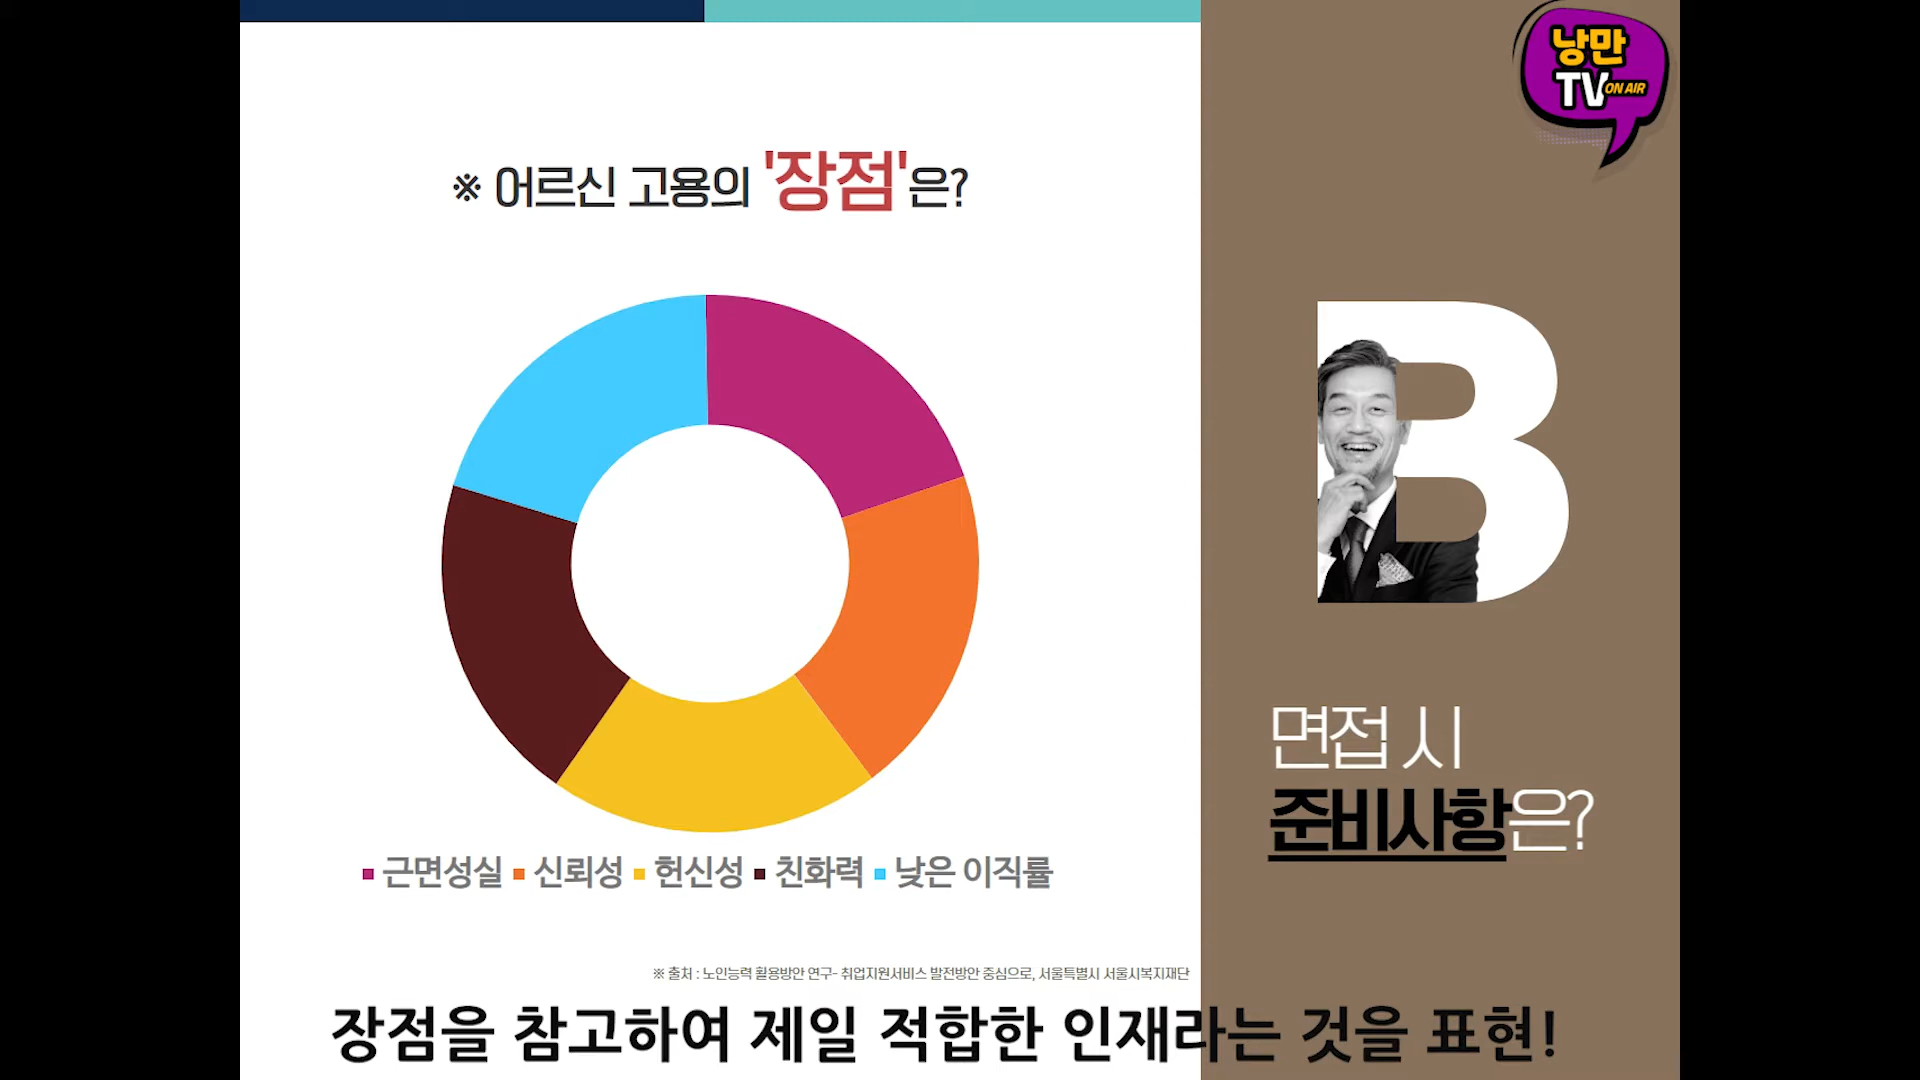 낭만
TV ON AIR
※ 어르신 고용의 '장점'은?
근면성실 신뢰성 헌신성 친화력 낮은 이직률
※ 출처 : 노인능력 활용방안 연구- 취업지원서비스 발전방안 중심으로, 서울특별시 서울시복지재단
B
면접 시
준비사항은?
장점을 참고하여 제일 적합한 인재라는 것을 표현!